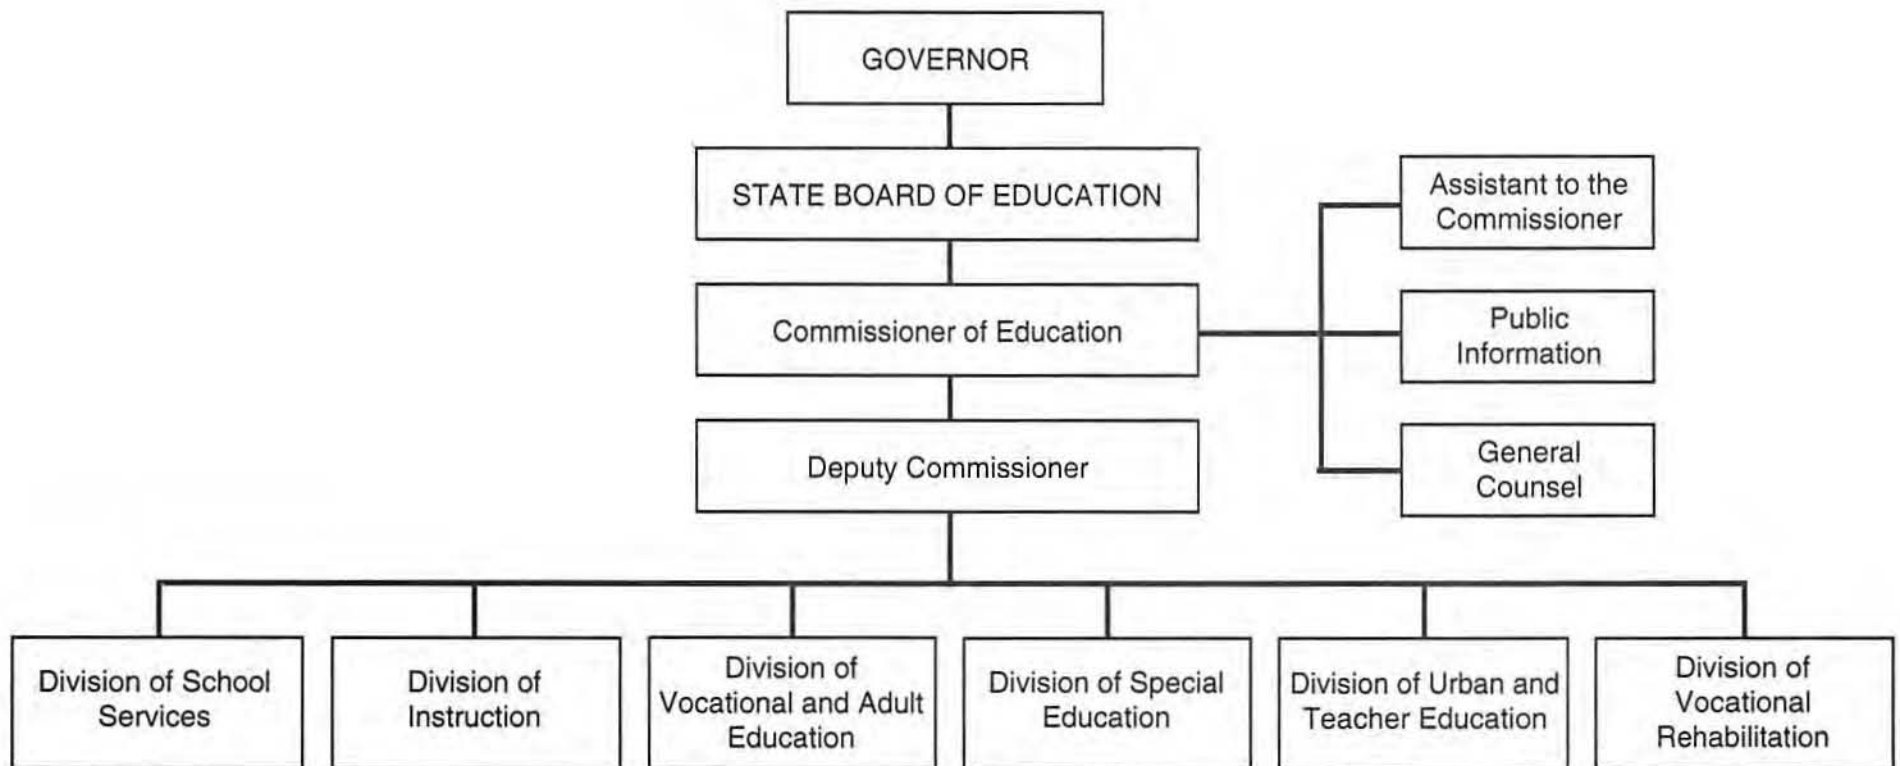 GOVERNOR
STATE BOARD OF EDUCATION
Assistant to the
Commissioner
Commissioner of Education
Public
Information
Deputy Commissioner
General
Counsel
Division of School
Services
Division of
Instruction
Division of
Vocational and Adult
Education
Division of Special
Education
Division of Urban and
Teacher Education
Division of
Vocational
Rehabilitation